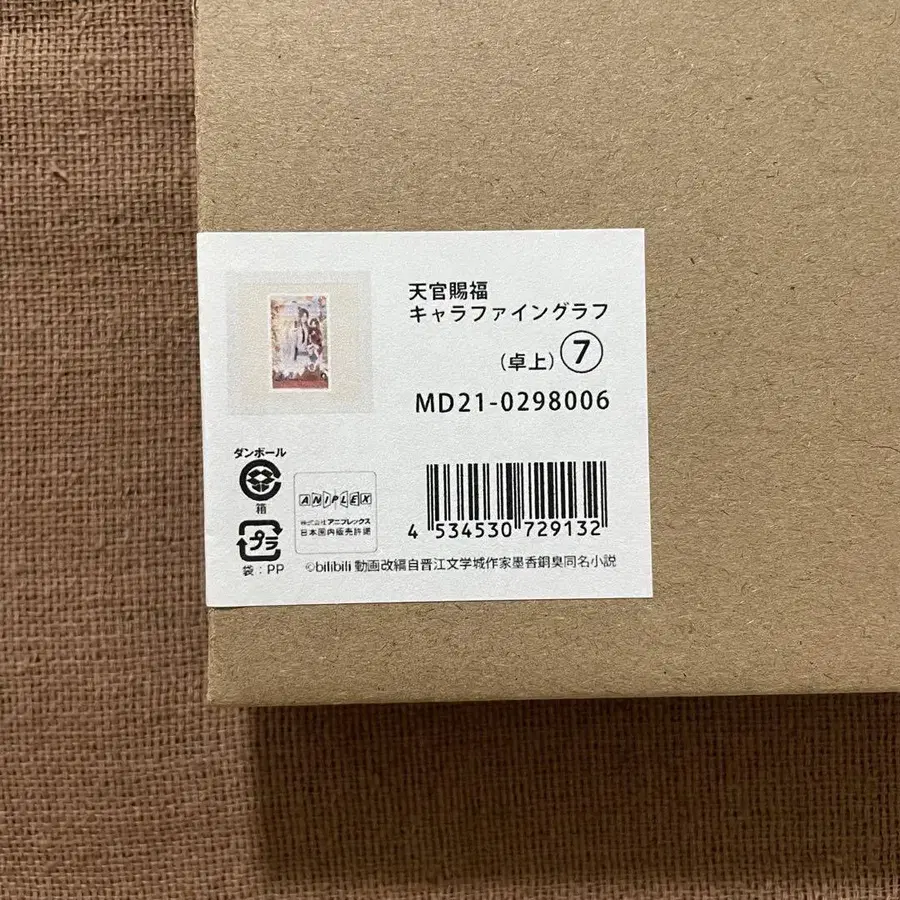 天官賜福
キャラファイングラフ
（卓上）⑦
MD21-0298006
ダンボール
箱
プラ
袋：PP
ANIPLEX
株式会社アニプレックス
日本国内販売許諾
4 534530 729132
©bilibili 動画改編自晋江文学城作家墨香銅臭同名小説